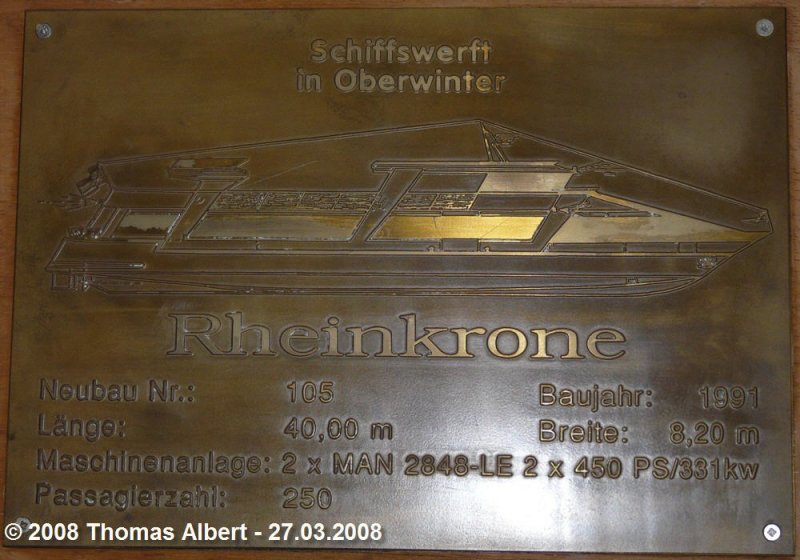 Schiffswerft
in Oberwinter
Rheinkrone
Neubau Nr.: 105 Baujahr: 1991
Länge: 40,00 m Breite: 8,20 m
Maschinenanlage: 2 x MAN 2848-LE 2 x 450 PS/331kw
Passagierzahl: 250
© 2008 Thomas Albert - 27.03.2008